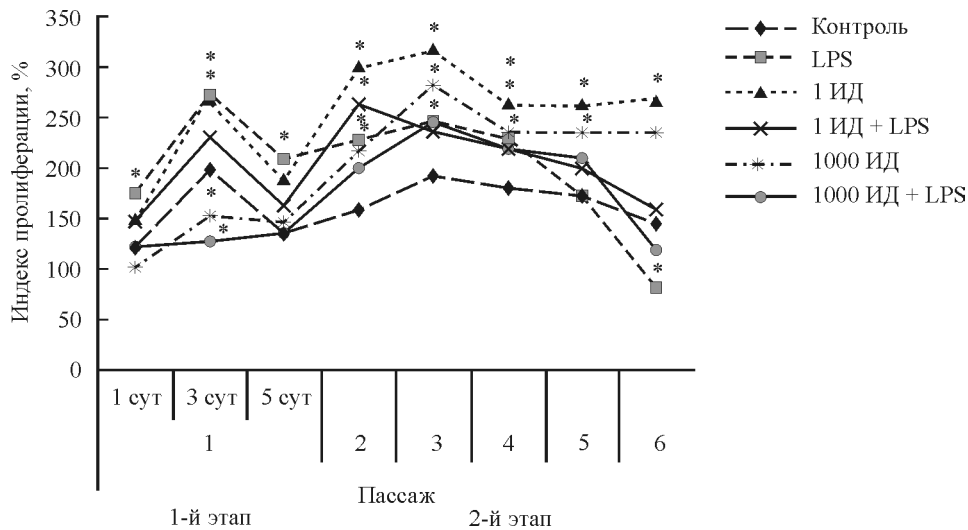 Индекс пролиферации, %
350
300
250
200
150
100
50
0
* * * * * * * * * * * * * * * * * * * *
1 сут 3 сут 5 сут
1 2 3 4 5 6
Пассаж
1-й этап 2-й этап
Контроль
LPS
1 ИД
1 ИД + LPS
1000 ИД
1000 ИД + LPS